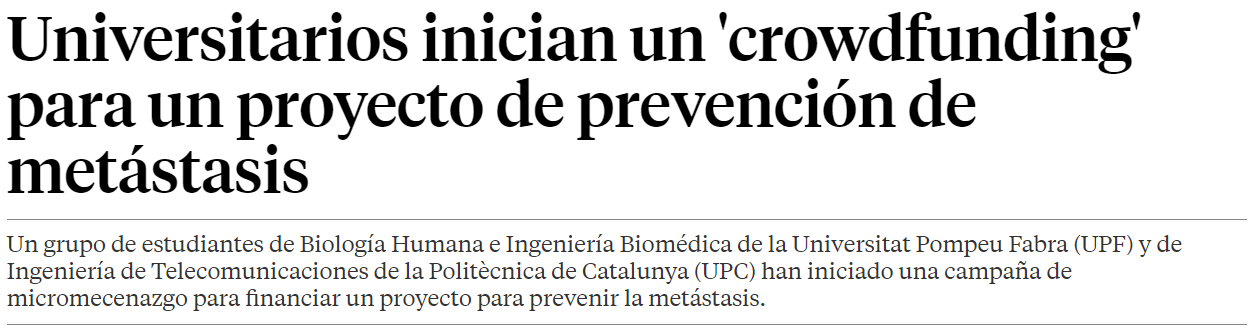 Universitarios inician un 'crowdfunding'
para un proyecto de prevención de
metástasis
Un grupo de estudiantes de Biología Humana e Ingeniería Biomédica de la Universitat Pompeu Fabra (UPF) y de
Ingeniería de Telecomunicaciones de la Politècnica de Catalunya (UPC) han iniciado una campaña de
micromecenazgo para financiar un proyecto para prevenir la metástasis.